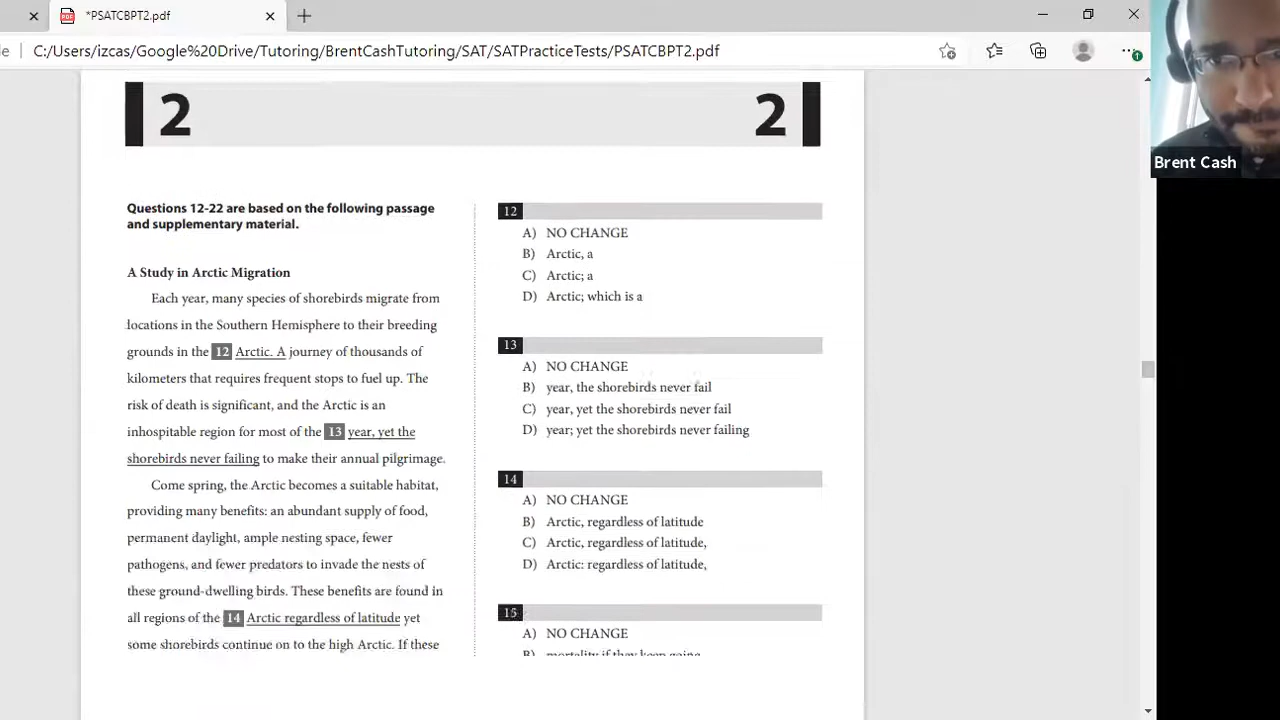 *PSATCBPT2.pdf
C:/Users/izcas/Google%20Drive/Tutoring/BrentCashTutoring/SAT/SATPracticeTests/PSATCBPT2.pdf
Brent Cash
2
2
Questions 12-22 are based on the following passage
and supplementary material.
A Study in Arctic Migration
Each year, many species of shorebirds migrate from
locations in the Southern Hemisphere to their breeding
grounds in the 12 Arctic. A journey of thousands of
kilometers that requires frequent stops to fuel up. The
risk of death is significant, and the Arctic is an
inhospitable region for most of the 13 year, yet the
shorebirds never failing to make their annual pilgrimage.
Come spring, the Arctic becomes a suitable habitat,
providing many benefits: an abundant supply of food,
permanent daylight, ample nesting space, fewer
pathogens, and fewer predators to invade the nests of
these ground-dwelling birds. These benefits are found in
all regions of the 14 Arctic regardless of latitude yet
some shorebirds continue on to the high Arctic. If these
12
A) NO CHANGE
B) Arctic, a
C) Arctic; a
D) Arctic; which is a
13
A) NO CHANGE
B) year, the shorebirds never fail
C) year, yet the shorebirds never fail
D) year; yet the shorebirds never failing
14
A) NO CHANGE
B) Arctic, regardless of latitude
C) Arctic, regardless of latitude,
D) Arctic: regardless of latitude,
15
A) NO CHANGE
B) mortality if they keep going